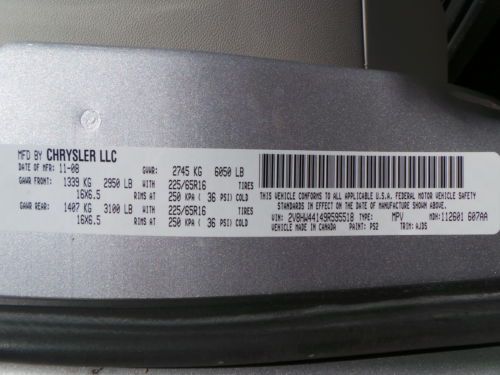 MFD BY CHRYSLER LLC
DATE OF MFR: 11-08 GVWR: 2745 KG 6050 LB
GAWR FRONT: 1339 KG 2950 LB WITH 225/65R16 TIRES
16X6.5 RIMS AT 250 KPA ( 36 PSI) COLD
GAWR REAR: 1407 KG 3100 LB WITH 225/65R16 TIRES
16X6.5 RIMS AT 250 KPA ( 36 PSI) COLD
THIS VEHICLE CONFORMS TO ALL APPLICABLE U.S.A. FEDERAL MOTOR VEHICLE SAFETY
STANDARDS IN EFFECT ON THE DATE OF MANUFACTURE SHOWN ABOVE.
VIN: 2V8HW44149R595518 TYPE: MPV MDH: 112601 607AA
VEHICLE MADE IN CANADA PAINT: PS2 TRIM: AJDS